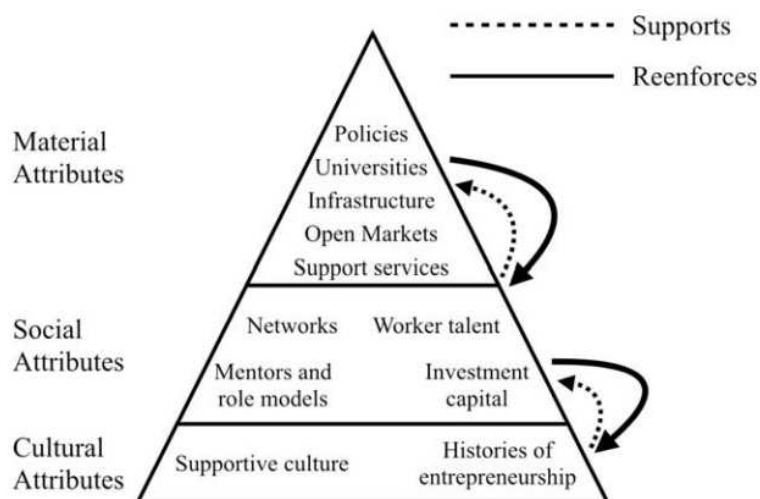 Supports
Reenforces
Material
Attributes
Policies
Universities
Infrastructure
Open Markets
Support services
Social
Attributes
Networks
Worker talent
Mentors and
role models
Investment
capital
Cultural
Attributes
Supportive culture
Histories of
entrepreneurship